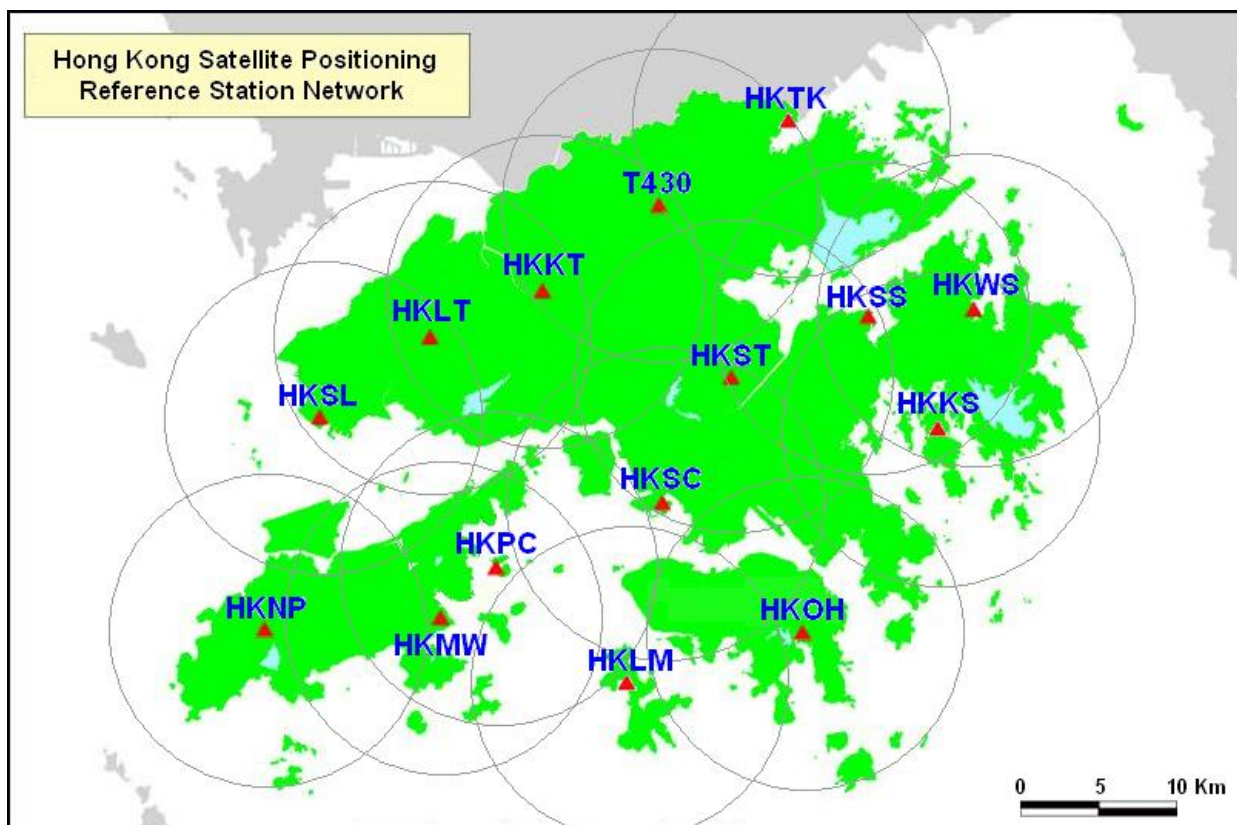 Hong Kong Satellite Positioning
Reference Station Network
HKTK
T430
HKKT
HKSS
HKWS
HKLT
HKST
HKSL
HKKS
HKSC
HKPC
HKNP
HKOH
HKMW
HKLM
0 5 10 Km